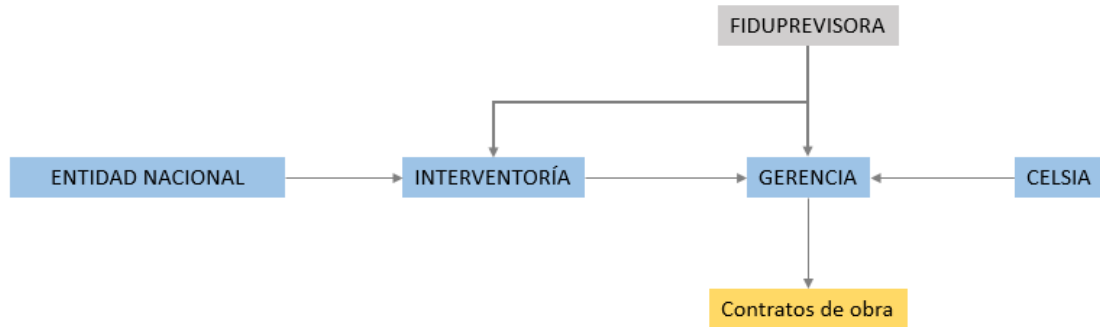 FIDUPREVISORA
ENTIDAD NACIONAL
INTERVENTORÍA
GERENCIA
CELSIA
Contratos de obra